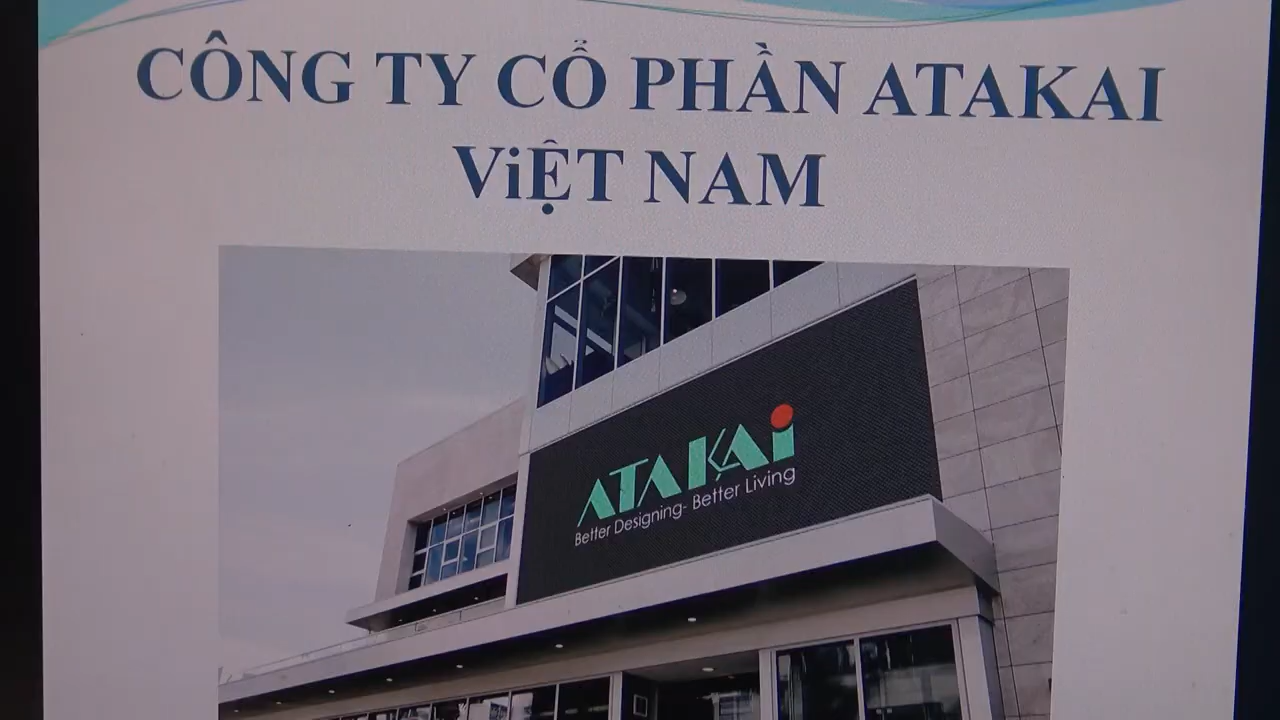 CÔNG TY CỔ PHẦN ATAKAI
ViỆT NAM
ATAKAi
Better Designing- Better Living